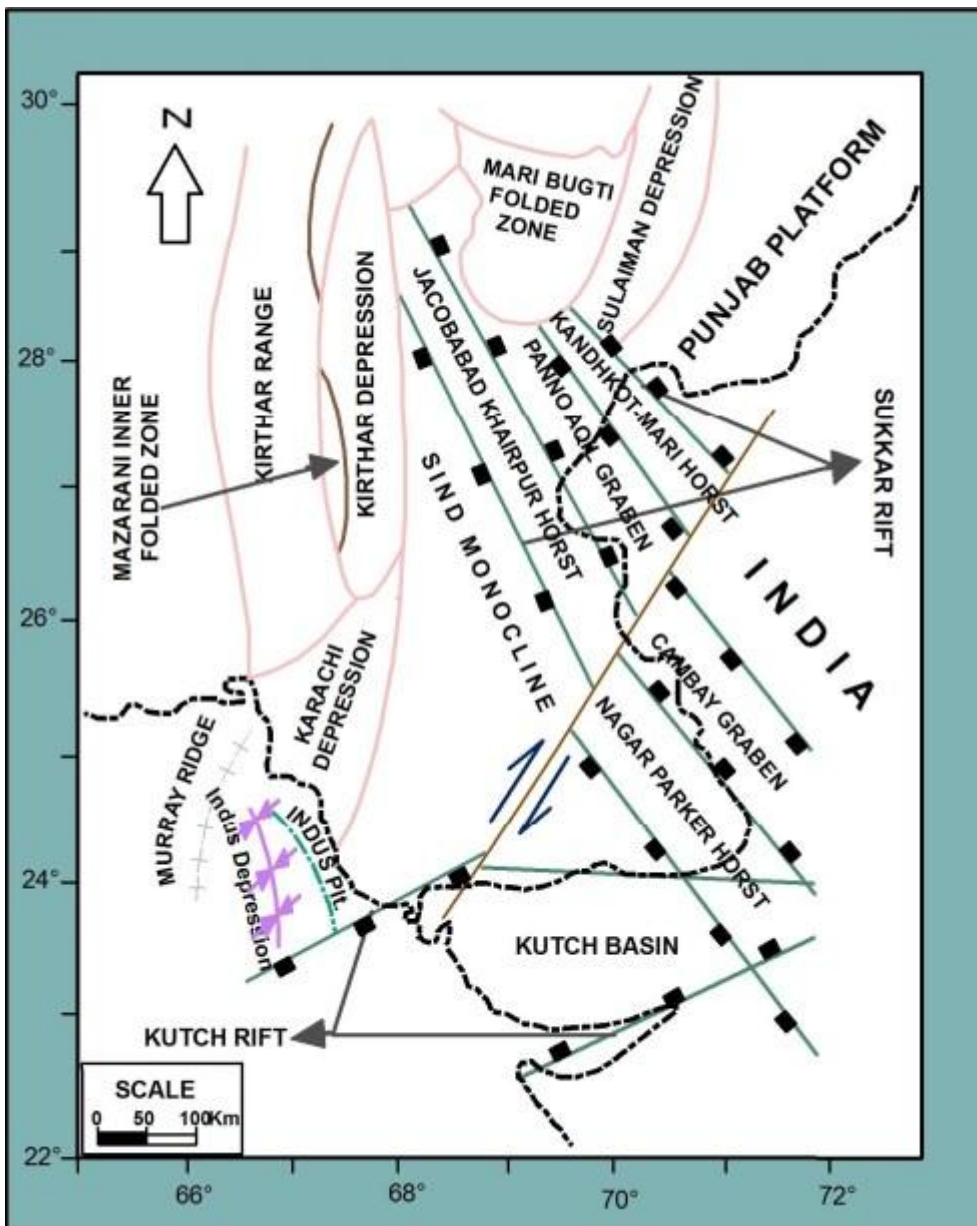 30°
28°
26°
24°
22°
66°
68°
70°
72°
N
MARI BUGTI
FOLDED
ZONE
SULAIMAN DEPRESSION
PUNJAB PLATFORM
KIRTHAR RANGE
KIRTHAR DEPRESSION
MAZARANI INNER
FOLDED ZONE
JACOBABAD KHAIRPUR HORST
PANNO AQIL GRABEN
KANDHKOT-MARI HORST
SUKKAR RIFT
SIND MONOCLINE
INDIA
CAMBAY GRABEN
NAGAR PARKER HORST
KARACHI
DEPRESSION
MURRAY RIDGE
Indus Depression
INDUS Plt.
KUTCH BASIN
KUTCH RIFT
SCALE
0 50 100Km